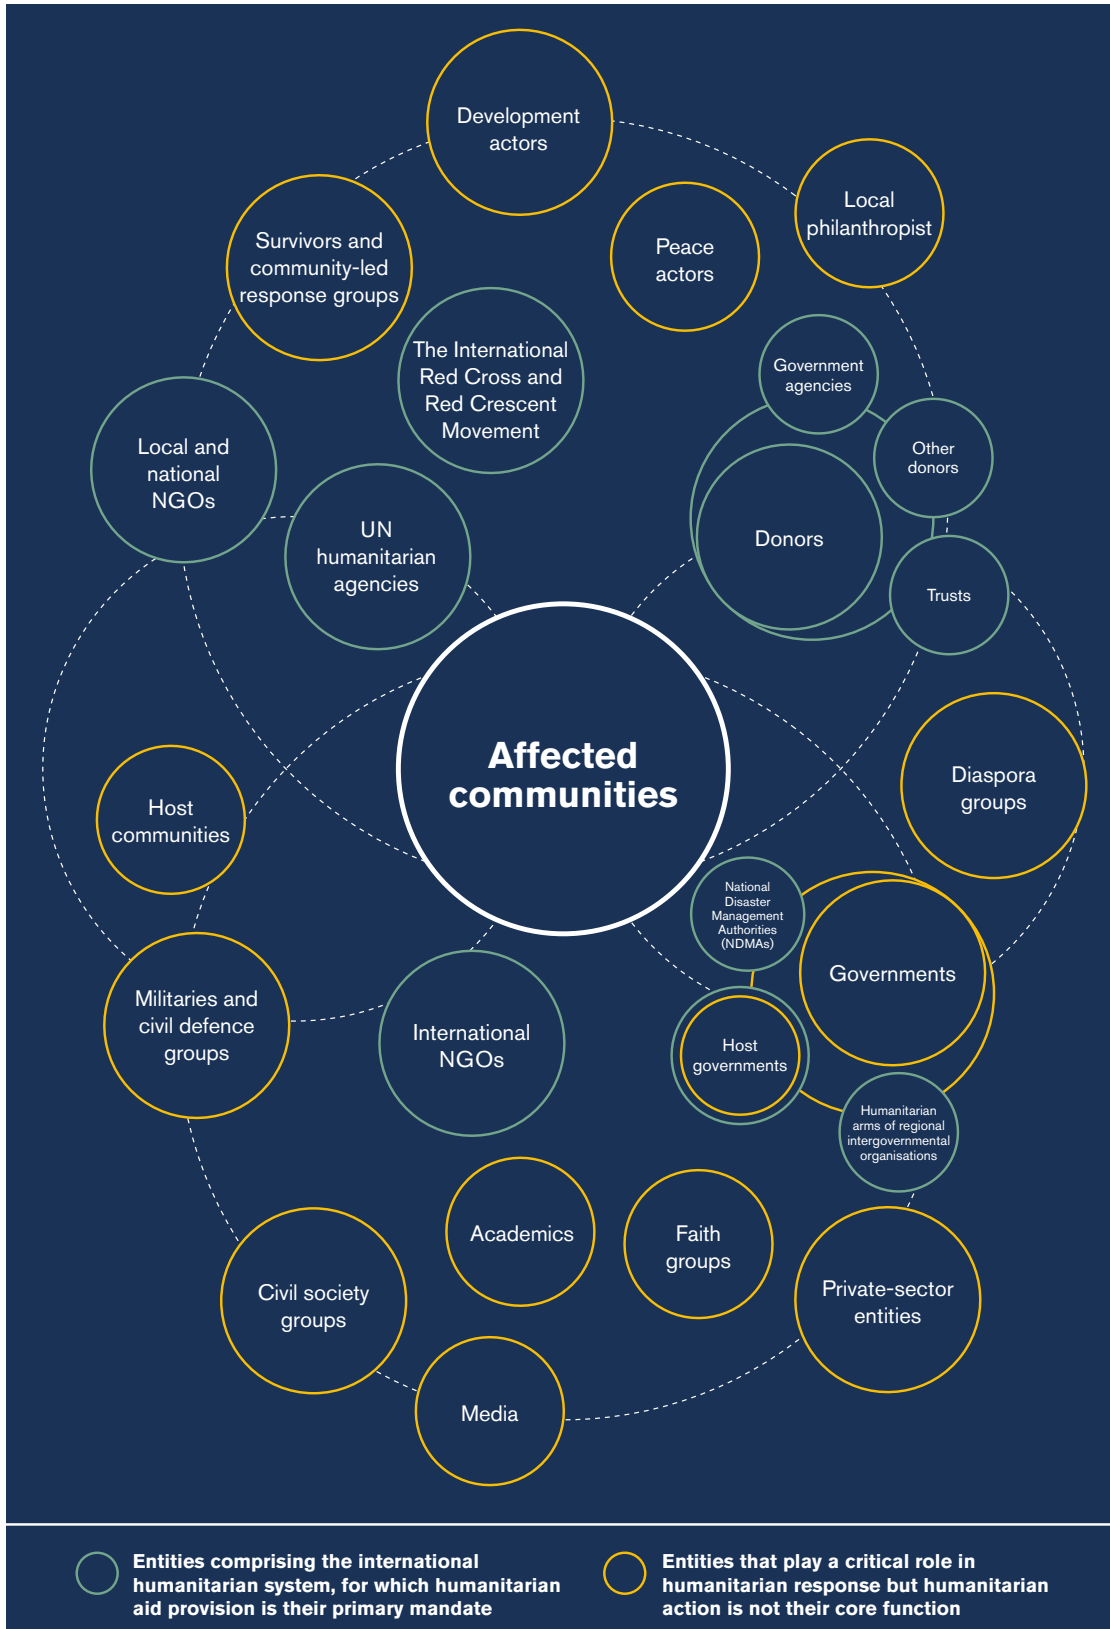 Development
actors
Local
philanthropist
Survivors and
community-led
response groups
Peace
actors
The International
Red Cross and
Red Crescent
Movement
Government
agencies
Local and
national
NGOs
Other
donors
UN
humanitarian
agencies
Donors
Trusts
Affected
communities
Diaspora
groups
Host
communities
National
Disaster
Management
Authorities
(NDMAs)
Governments
Militaries and
civil defence
groups
International
NGOs
Host
governments
Humanitarian
arms of regional
intergovernmental
organisations
Academics
Faith
groups
Civil society
groups
Private-sector
entities
Media
Entities comprising the international
humanitarian system, for which humanitarian
aid provision is their primary mandate
Entities that play a critical role in
humanitarian response but humanitarian
action is not their core function